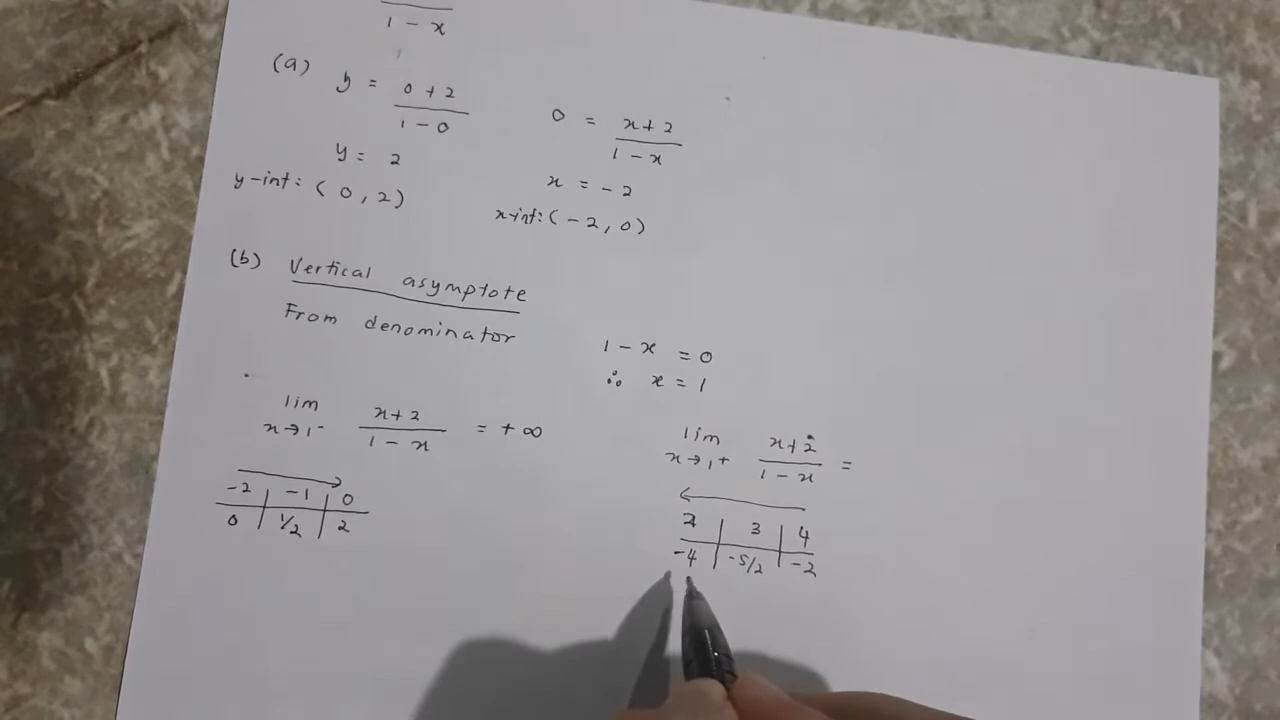 1 - x
(a) y = (0 + 2)/(1 - 0)
0 = (x + 2)/(1 - x)
y = 2
x = -2
y-int: (0, 2)
x-int: (-2, 0)
(b) Vertical asymptote
From denominator
1 - x = 0
∴ x = 1
lim x→1⁻ (x + 2)/(1 - x) = +∞
lim x→1⁺ (x + 2)/(1 - x) =
-2 | -1 | 0
0 | 1/2 | 2
2 | 3 | 4
-4 | -5/2 | -2